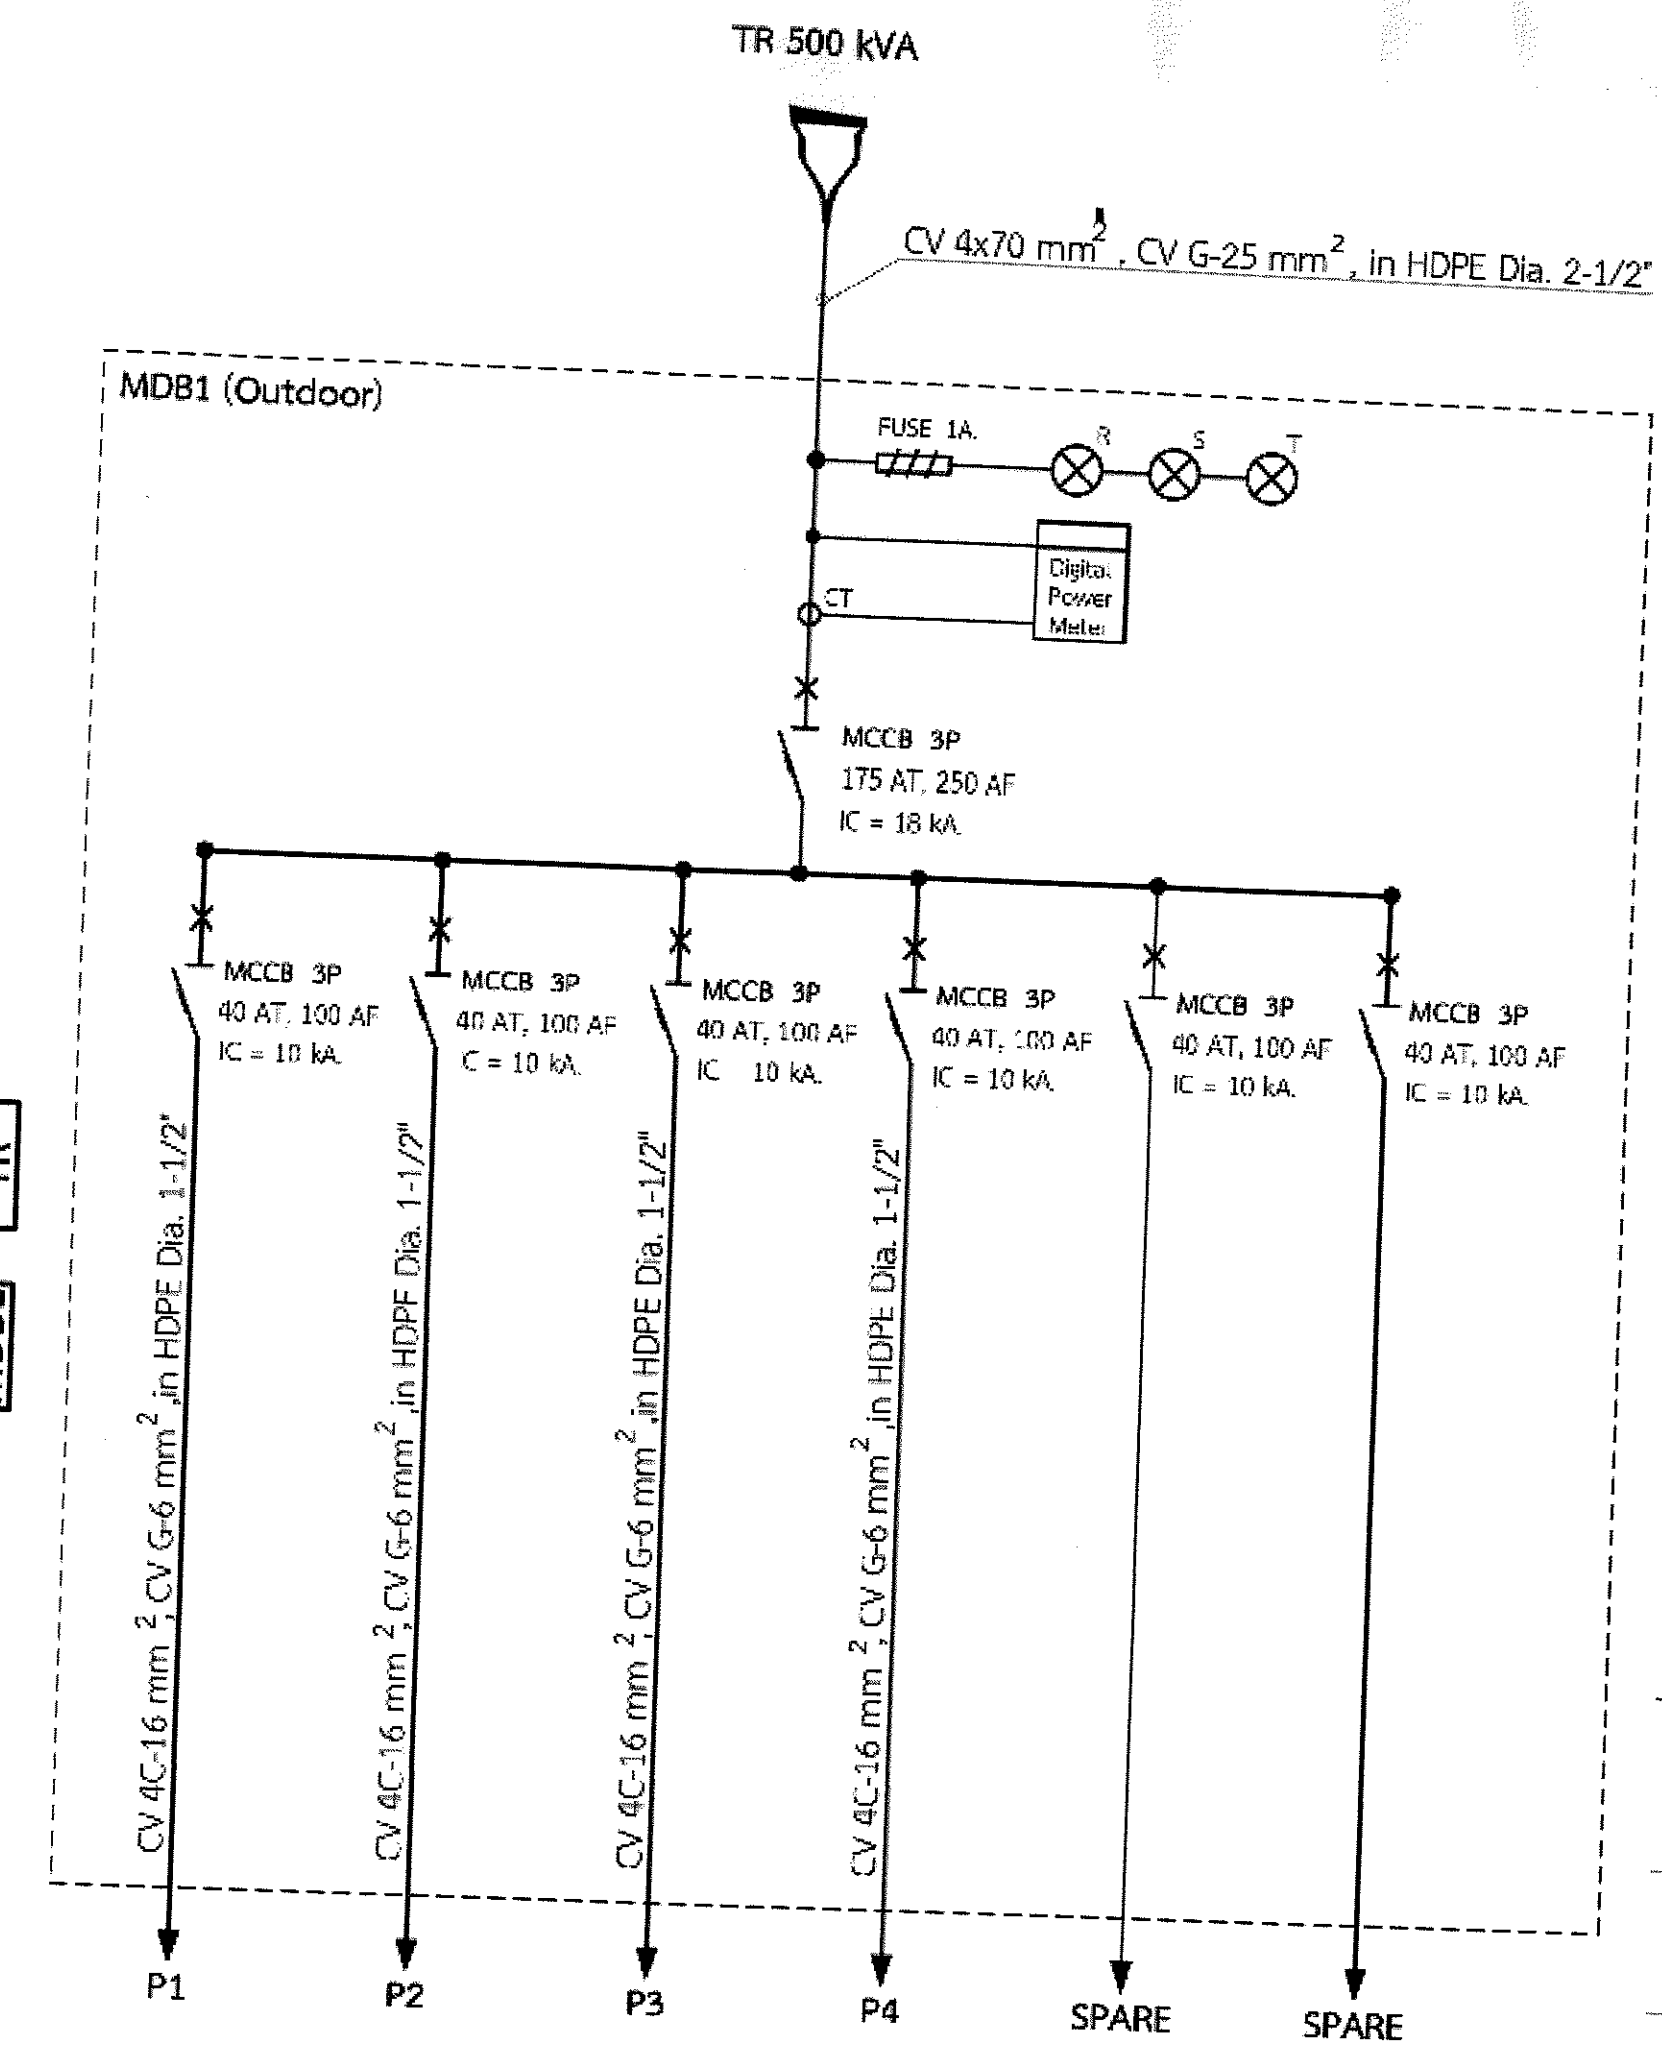 TR 500 kVA
CV 4x70 mm², CV G-25 mm², in HDPE Dia. 2-1/2"
MDB1 (Outdoor)
FUSE 1A.
R
S
T
Digital
Power
Meter
CT
MCCB 3P
175 AT, 250 AF
IC = 18 kA.
MCCB 3P
40 AT, 100 AF
IC = 10 kA.
MCCB 3P
40 AT, 100 AF
C = 10 kA.
MCCB 3P
40 AT, 100 AF
IC 10 kA.
MCCB 3P
40 AT, 100 AF
IC = 10 kA.
MCCB 3P
40 AT, 100 AF
IC = 10 kA.
MCCB 3P
40 AT, 100 AF
IC = 10 kA.
CV 4C-16 mm², CV G-6 mm² ,in HDPE Dia. 1-1/2"
CV 4C-16 mm², CV G-6 mm² ,in HDPE Dia. 1-1/2"
CV 4C-16 mm², CV G-6 mm² ,in HDPE Dia. 1-1/2"
CV 4C-16 mm², CV G-6 mm² ,in HDPE Dia. 1-1/2"
TR
P1
P2
P3
P4
SPARE
SPARE